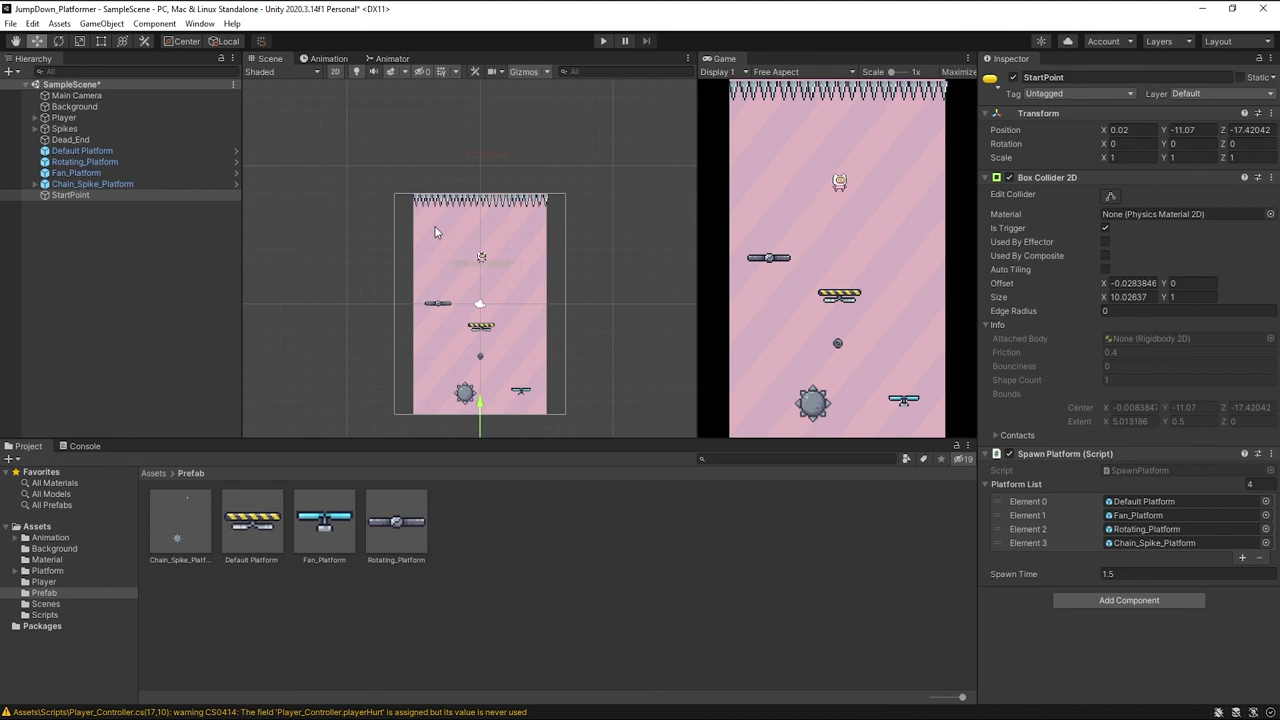 JumpDown_Platformer - SampleScene - PC, Mac & Linux Standalone - Unity 2020.3.14f1 Personal* <DX11>
File Edit Assets GameObject Component Window Help
Center Local Account Layers Layout
Hierarchy
All
SampleScene*
Main Camera
Background
Player
Spikes
Dead_End
Default Platform
Rotating_Platform
Fan_Platform
Chain_Spike_Platform
StartPoint
Scene Animation Animator
Shaded 2D 0 Gizmos All
Game
Display 1 Free Aspect Scale 1x Maximize
Inspector
StartPoint Static
Tag Untagged Layer Default
Transform
Position X 0.02 Y -11.07 Z -17.42042
Rotation X 0 Y 0 Z 0
Scale X 1 Y 1 Z 1
Box Collider 2D
Edit Collider
Material None (Physics Material 2D)
Is Trigger
Used By Effector
Used By Composite
Auto Tiling
Offset X -0.0283846 Y 0
Size X 10.02637 Y 1
Edge Radius 0
Info
Attached Body None (Rigidbody 2D)
Friction 0.4
Bounciness 0
Shape Count 1
Bounds
Center X -0.0083847 Y -11.07 Z -17.42042
Extent X 5.013186 Y 0.5 Z 0
Contacts
Spawn Platform (Script)
Script SpawnPlatform
Platform List 4
Element 0 Default Platform
Element 1 Fan_Platform
Element 2 Rotating_Platform
Element 3 Chain_Spike_Platform
Spawn Time 1.5
Add Component
Project Console
19
Favorites
All Materials
All Models
All Prefabs
Assets
Animation
Background
Material
Platform
Player
Prefab
Scenes
Scripts
Packages
Assets > Prefab
Chain_Spike_Platf... Default Platform Fan_Platform Rotating_Platform
Assets\Scripts\Player_Controller.cs(17,10): warning CS0414: The field 'Player_Controller.playerHurt' is assigned but its value is never used